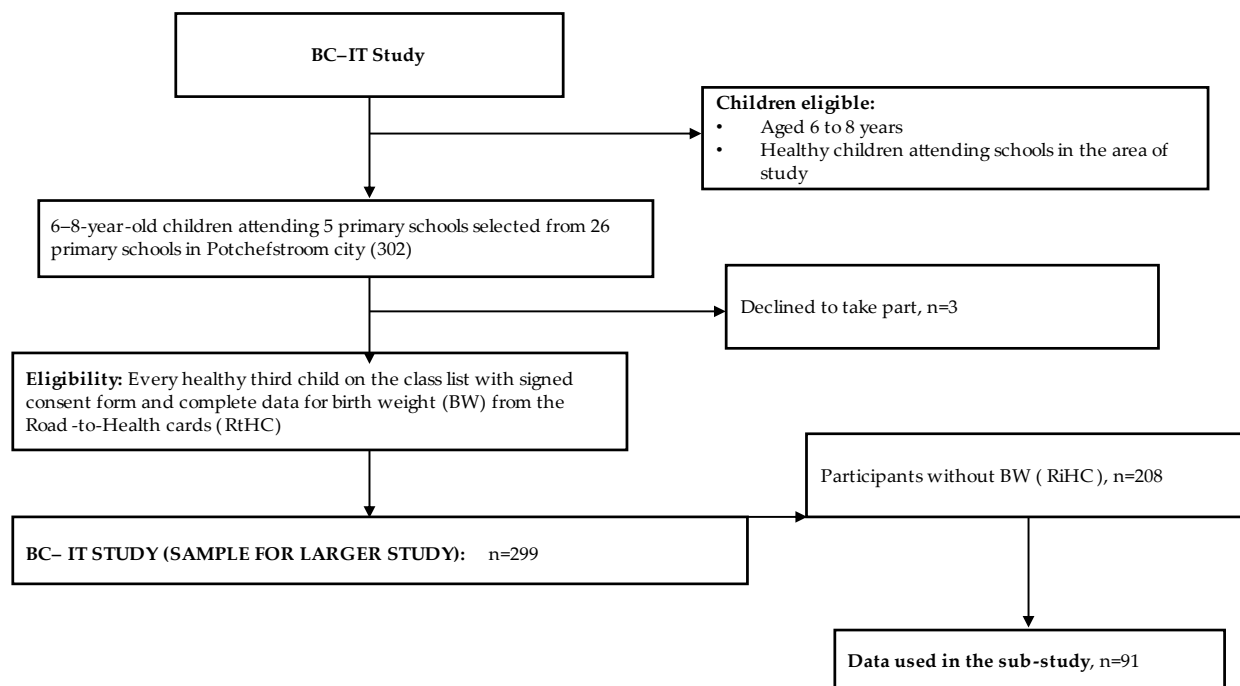 BC–IT Study
Children eligible:
• Aged 6 to 8 years
• Healthy children attending schools in the area of
study
6–8-year-old children attending 5 primary schools selected from 26
primary schools in Potchefstroom city (302)
Declined to take part, n=3
Eligibility: Every healthy third child on the class list with signed
consent form and complete data for birth weight (BW) from the
Road-to-Health cards (RtHC)
Participants without BW (RiHC), n=208
BC– IT STUDY (SAMPLE FOR LARGER STUDY): n=299
Data used in the sub-study, n=91